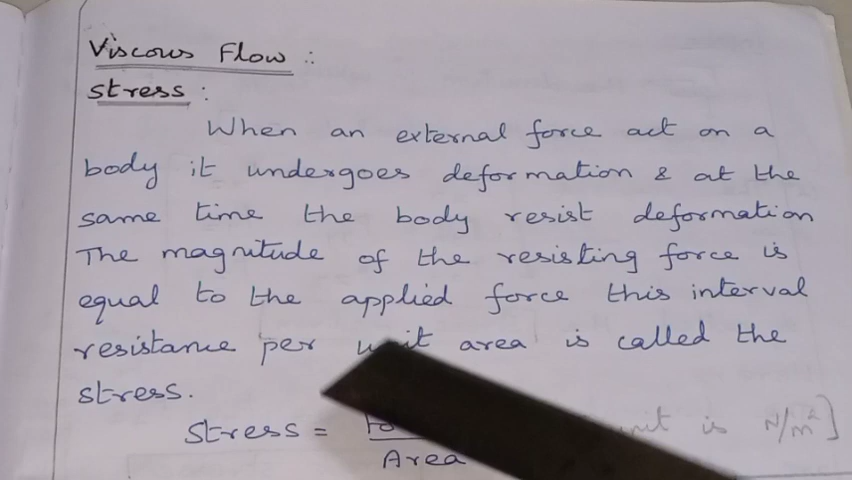 Viscous Flow :
Stress :
When an external force act on a
body it undergoes deformation & at the
same time the body resist deformation
The magnitude of the resisting force is
equal to the applied force this interval
resistance per unit area is called the
stress.
Stress =
is N/m²]
Area